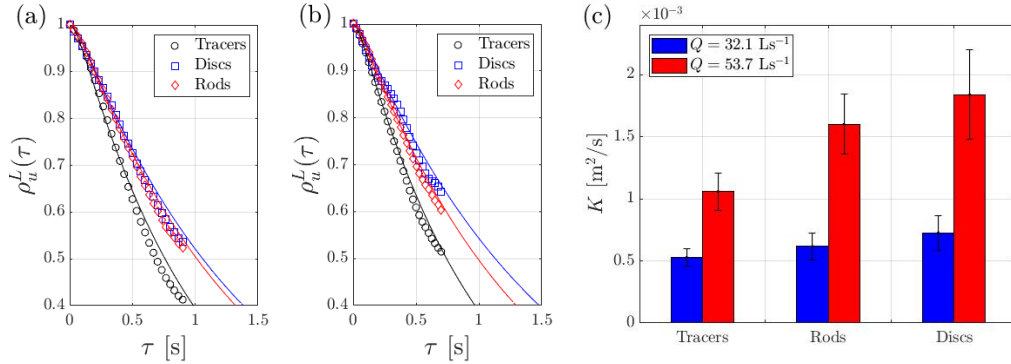 (a)
1
0.9
0.8
0.7
0.6
0.5
0.4
0
0.5
1
1.5
ρ_u^L(τ)
τ [s]
Tracers
Discs
Rods
(b)
1
0.9
0.8
0.7
0.6
0.5
0.4
0
0.5
1
1.5
ρ_u^L(τ)
τ [s]
Tracers
Discs
Rods
(c)
×10⁻³
Q = 32.1 Ls⁻¹
Q = 53.7 Ls⁻¹
2
1.5
1
0.5
0
K [m²/s]
Tracers
Rods
Discs